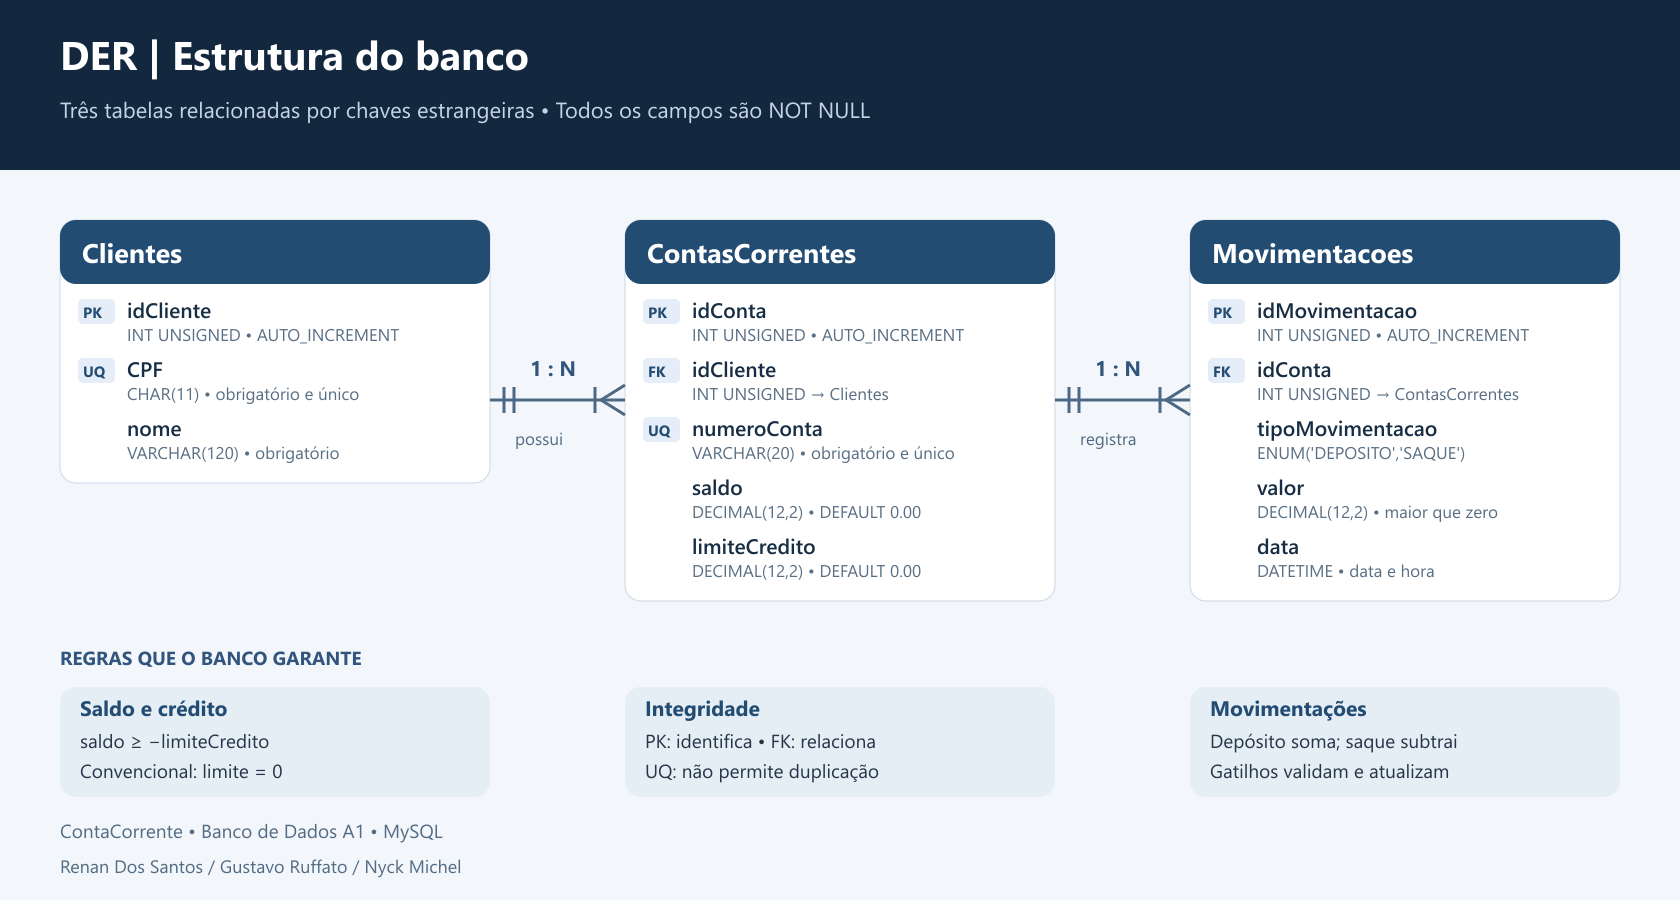 DER | Estrutura do banco
Três tabelas relacionadas por chaves estrangeiras • Todos os campos são NOT NULL
Clientes
PK idCliente
INT UNSIGNED • AUTO_INCREMENT
UQ CPF
CHAR(11) • obrigatório e único
nome
VARCHAR(120) • obrigatório
1 : N
possui
ContasCorrentes
PK idConta
INT UNSIGNED • AUTO_INCREMENT
FK idCliente
INT UNSIGNED → Clientes
UQ numeroConta
VARCHAR(20) • obrigatório e único
saldo
DECIMAL(12,2) • DEFAULT 0.00
limiteCredito
DECIMAL(12,2) • DEFAULT 0.00
1 : N
registra
Movimentacoes
PK idMovimentacao
INT UNSIGNED • AUTO_INCREMENT
FK idConta
INT UNSIGNED → ContasCorrentes
tipoMovimentacao
ENUM('DEPOSITO','SAQUE')
valor
DECIMAL(12,2) • maior que zero
data
DATETIME • data e hora
REGRAS QUE O BANCO GARANTE
Saldo e crédito
saldo ≥ −limiteCredito
Convencional: limite = 0
Integridade
PK: identifica • FK: relaciona
UQ: não permite duplicação
Movimentações
Depósito soma; saque subtrai
Gatilhos validam e atualizam
ContaCorrente • Banco de Dados A1 • MySQL
Renan Dos Santos / Gustavo Ruffato / Nyck Michel